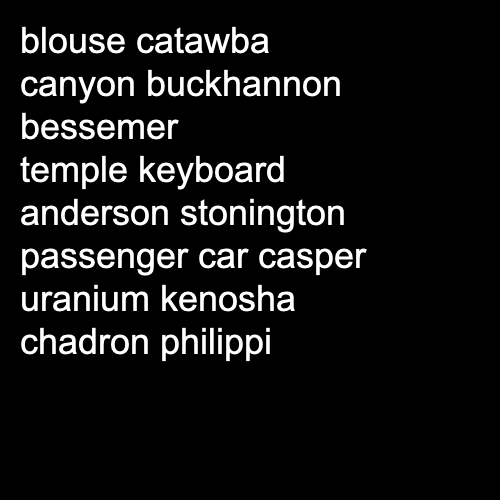 blouse catawba
canyon buckhannon
bessemer
temple keyboard
anderson stonington
passenger car casper
uranium kenosha
chadron philippi